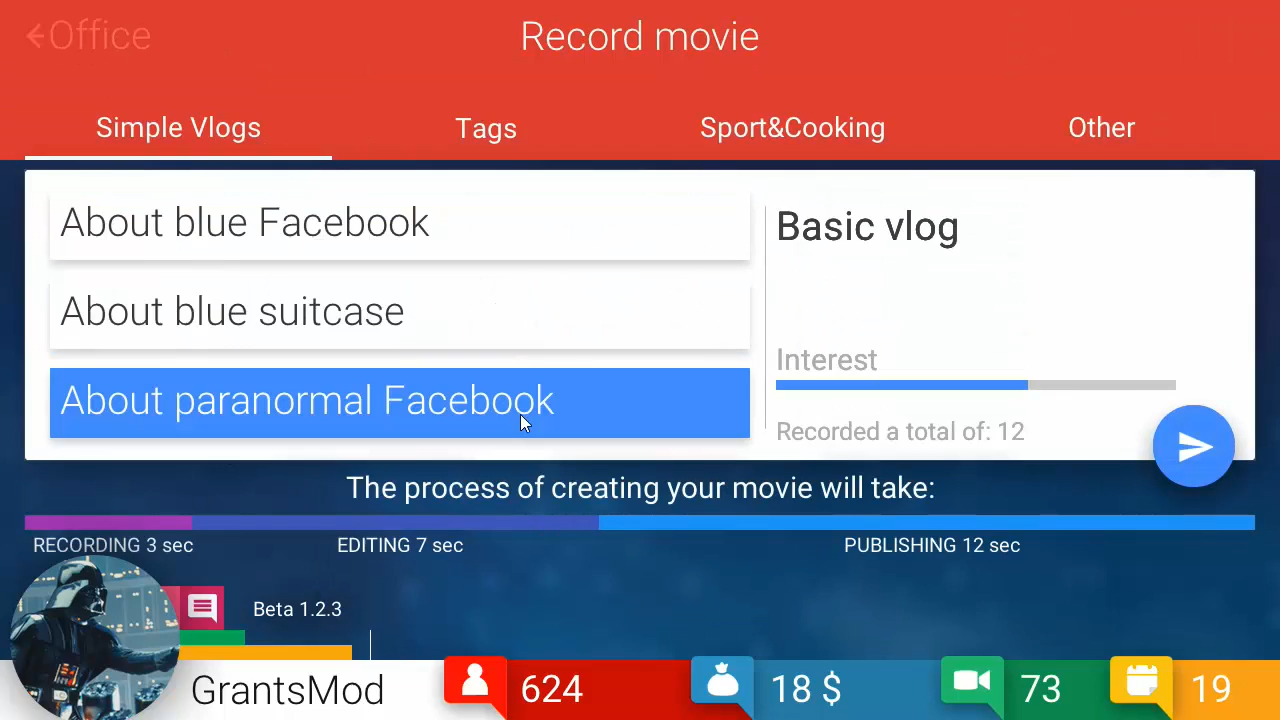 Office
Record movie
Simple Vlogs
Tags
Sport&Cooking
Other
About blue Facebook
About blue suitcase
About paranormal Facebook
Basic vlog
Interest
Recorded a total of: 12
The process of creating your movie will take:
RECORDING 3 sec
EDITING 7 sec
PUBLISHING 12 sec
Beta 1.2.3
GrantsMod
624
18 $
73
19